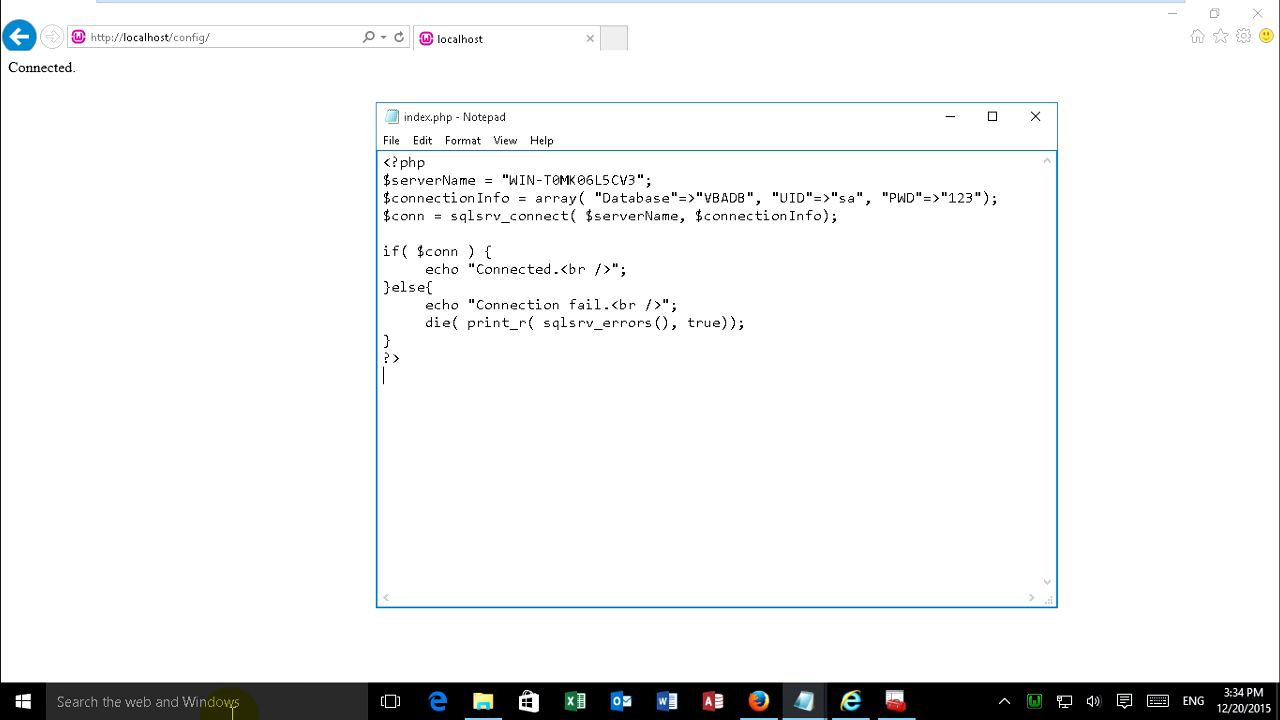 http://localhost/config/
localhost
Connected.
index.php - Notepad
File Edit Format View Help
<?php
$serverName = "WIN-T0MK06L5CV3";
$connectionInfo = array( "Database"=>"VBADB", "UID"=>"sa", "PWD"=>"123");
$conn = sqlsrv_connect( $serverName, $connectionInfo);
if( $conn ) {
echo "Connected.<br />";
}else{
echo "Connection fail.<br />";
die( print_r( sqlsrv_errors(), true));
}
?>
Search the web and Windows
ENG
3:34 PM
12/20/2015